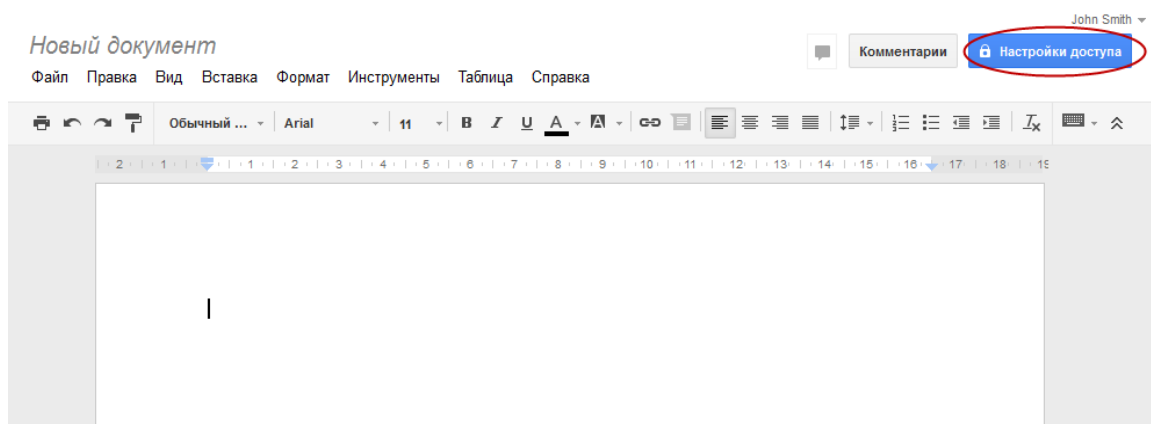 John Smith
Новый документ
Комментарии Настройки доступа
Файл Правка Вид Вставка Формат Инструменты Таблица Справка
Обычный ... Arial 11 B I U A A
2 1 1 2 3 4 5 6 7 8 9 10 11 12 13 14 15 16 17 18 19